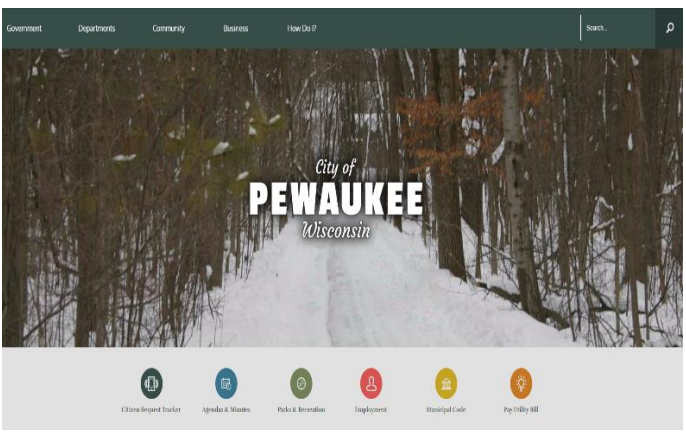 Government
Departments
Community
Business
How Do I?
Search...
City of
PEWAUKEE
Wisconsin
Citizen Request Tracker
Agendas & Minutes
Parks & Recreation
Employment
Municipal Code
Pay Utility Bill